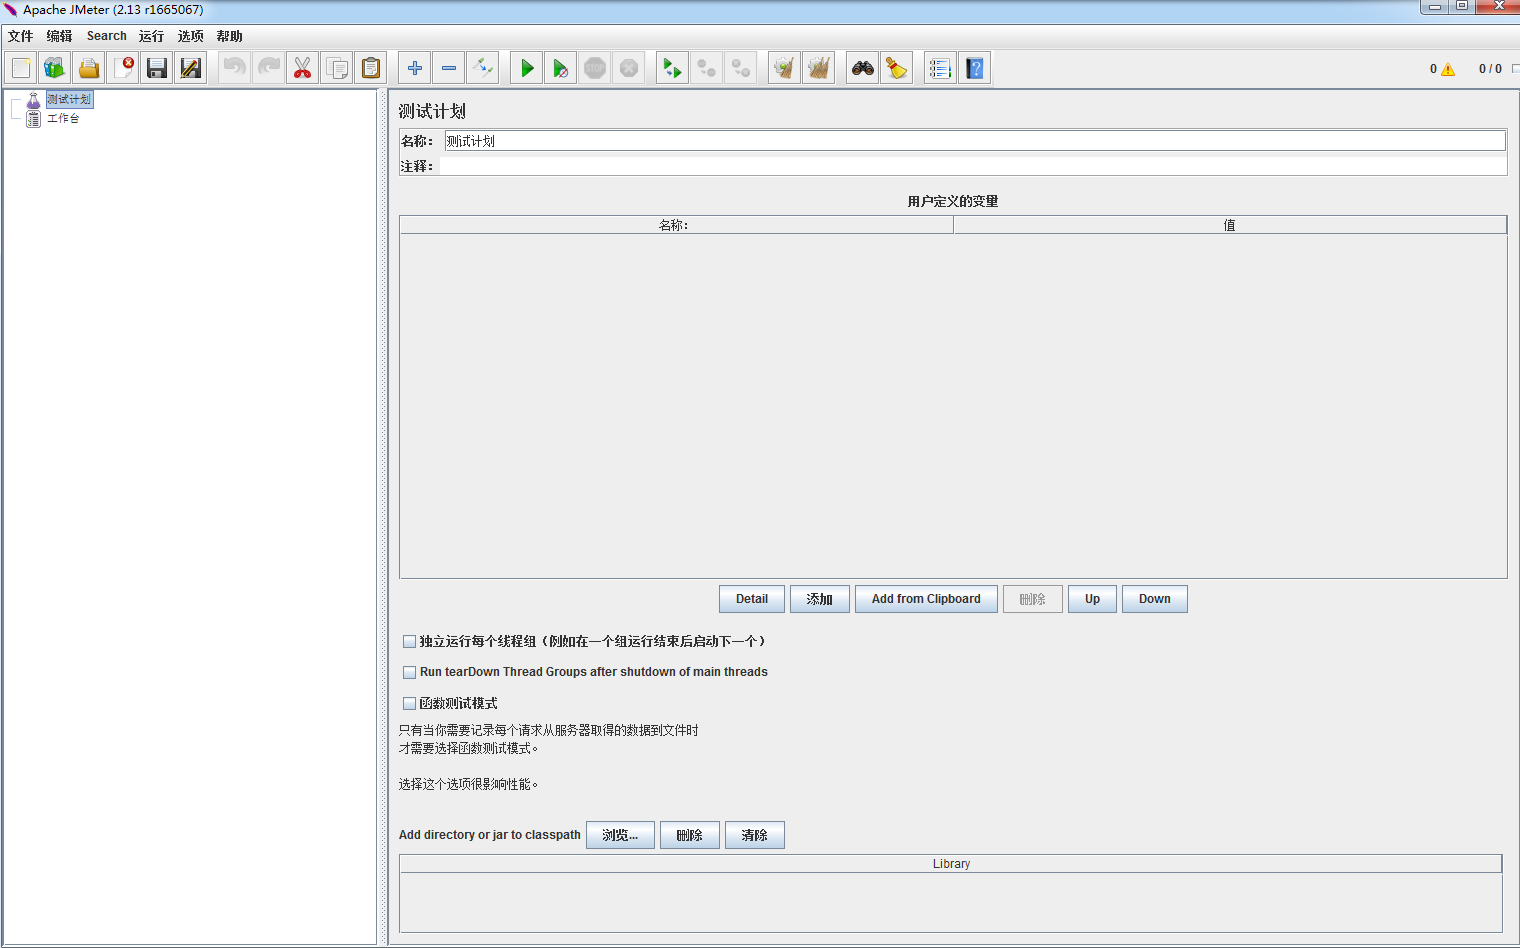 Apache JMeter (2.13 r1665067)
文件 编辑 Search 运行 选项 帮助
STOP
0 0 / 0
测试计划
工作台
测试计划
名称： 测试计划
注释：
用户定义的变量
名称： 值
Detail 添加 Add from Clipboard 删除 Up Down
独立运行每个线程组（例如在一个组运行结束后启动下一个）
Run tearDown Thread Groups after shutdown of main threads
函数测试模式
只有当你需要记录每个请求从服务器取得的数据到文件时
才需要选择函数测试模式。
选择这个选项很影响性能。
Add directory or jar to classpath 浏览... 删除 清除
Library